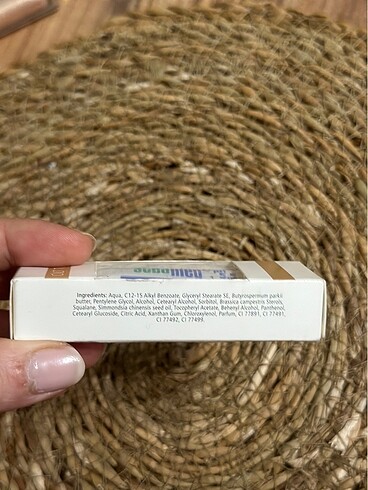 Ingredients: Aqua, C12-15 Alkyl Benzoate, Glyceryl Stearate SE, Butyrospermum parkii
butter, Pentylene Glycol, Alcohol, Cetearyl Alcohol, Sorbitol, Brassica campestris Sterols,
Squalane, Simmondsia chinensis seed oil, Tocopheryl Acetate, Behenyl Alcohol, Panthenol,
Cetearyl Glucoside, Citric Acid, Xanthan Gum, Chloroxylenol, Parfum, CI 77891, CI 77491,
CI 77492, CI 77499.